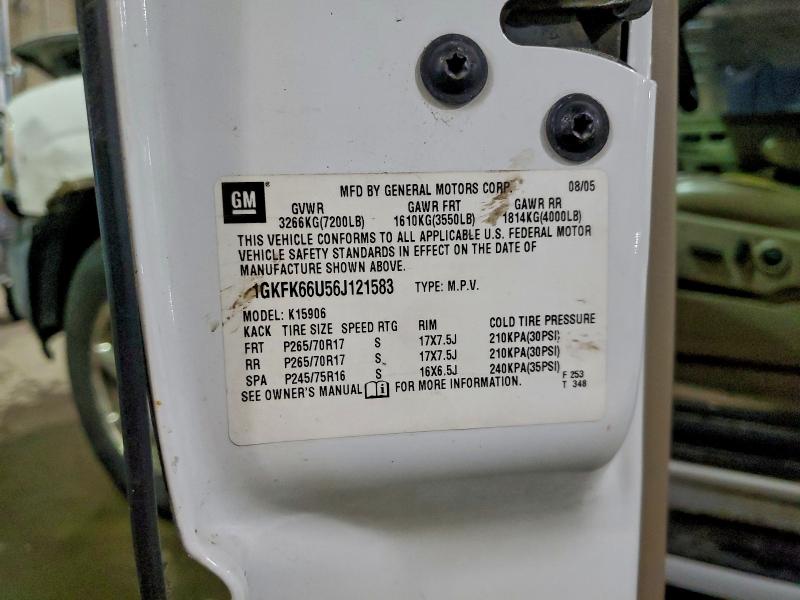 GM
MFD BY GENERAL MOTORS CORP. 08/05
GVWR GAWR FRT GAWR RR
3266KG(7200LB) 1610KG(3550LB) 1814KG(4000LB)
THIS VEHICLE CONFORMS TO ALL APPLICABLE U.S. FEDERAL MOTOR
VEHICLE SAFETY STANDARDS IN EFFECT ON THE DATE OF
MANUFACTURE SHOWN ABOVE.
1GKFK66U56J121583 TYPE: M.P.V.
MODEL: K15906
KACK TIRE SIZE SPEED RTG RIM COLD TIRE PRESSURE
FRT P265/70R17 S 17X7.5J 210KPA(30PSI)
RR P265/70R17 S 17X7.5J 210KPA(30PSI)
SPA P245/75R16 S 16X6.5J 240KPA(35PSI)
F 253
SEE OWNER'S MANUAL FOR MORE INFORMATION. T 348